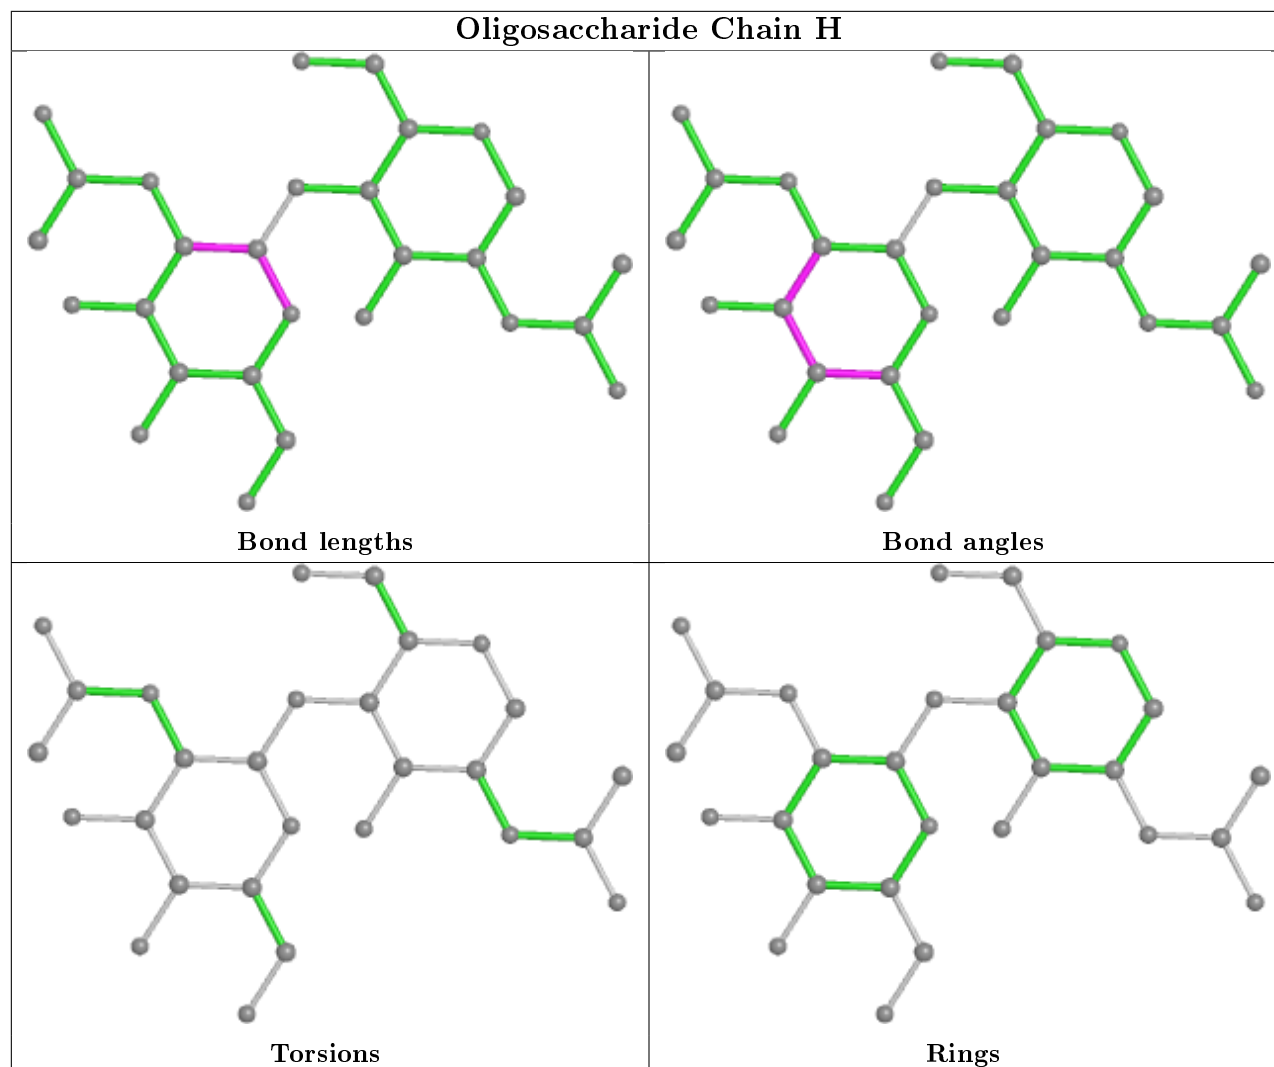 Oligosaccharide Chain H
Bond lengths
Bond angles
Torsions
Rings